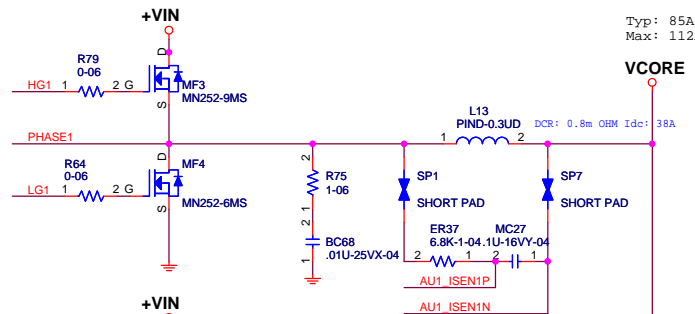 +VIN
Typ: 85A
Max: 112
VCORE
R79
0-06
D
HG1
1
2
G
MF3
MN252-9MS
S
L13
PIND-0.3UD
DCR: 0.8m OHM Idc: 38A
PHASE1
1
2
R64
0-06
D
MF4
LG1
1
2
G
MN252-6MS
S
2
R75
1-06
1
SP1
SHORT PAD
SP7
SHORT PAD
2
BC68
.01U-25VX-04
1
ER37
6.8K-1-04
MC27
.1U-16VY-04
2
1
2
1
AU1_ISEN1P
AU1_ISEN1N
+VIN